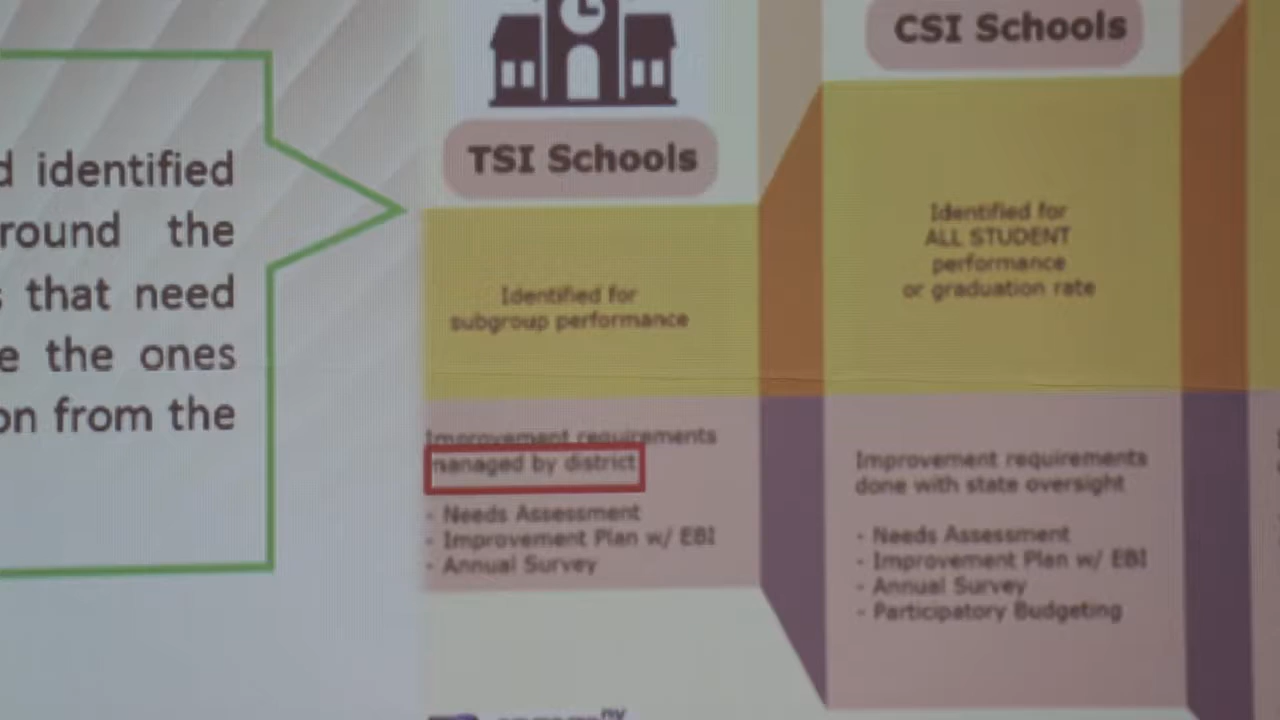 identified
round the
that need
the ones
from the
TSI Schools
Identified for
subgroup performance
Improvement requirements
managed by district
- Needs Assessment
- Improvement Plan w/ EBI
- Annual Survey
CSI Schools
Identified for
ALL STUDENT
performance
or graduation rate
Improvement requirements
done with state oversight
- Needs Assessment
- Improvement Plan w/ EBI
- Annual Survey
- Participatory Budgeting